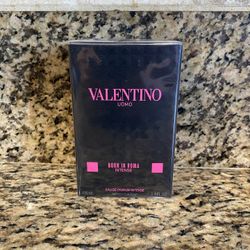 VALENTINO
UOMO
BORN IN ROMA
INTENSE
EAU DE PARFUM INTENSE